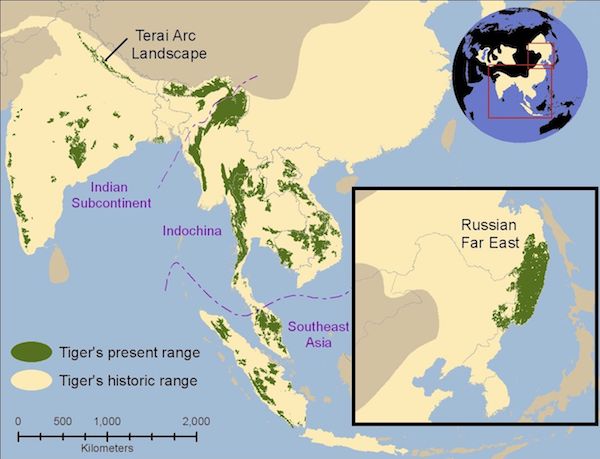 Terai Arc
Landscape
Indian
Subcontinent
Indochina
Russian
Far East
Southeast
Asia
Tiger's present range
Tiger's historic range
0 500 1,000 2,000
Kilometers